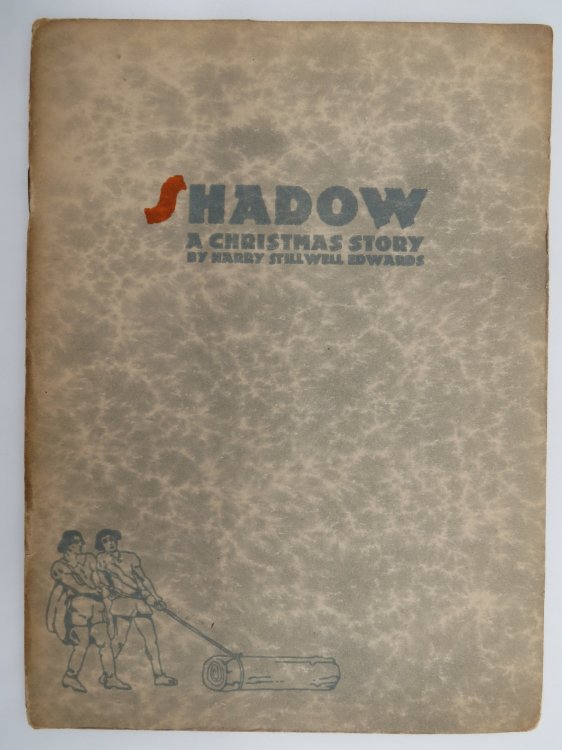 SHADOW
A CHRISTMAS STORY
BY HARRY STILLWELL EDWARDS